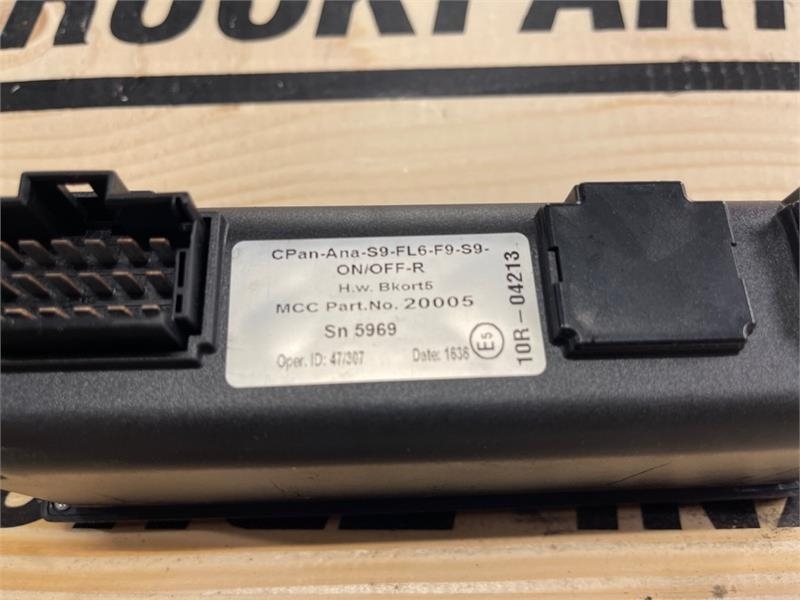 CPan-Ana-S9-FL6-F9-S9-
ON/OFF-R
H.w. Bkort5
MCC Part.No. 20005
Sn 5969
Oper. ID: 47/307
Date: 1638
E5
10R-04213